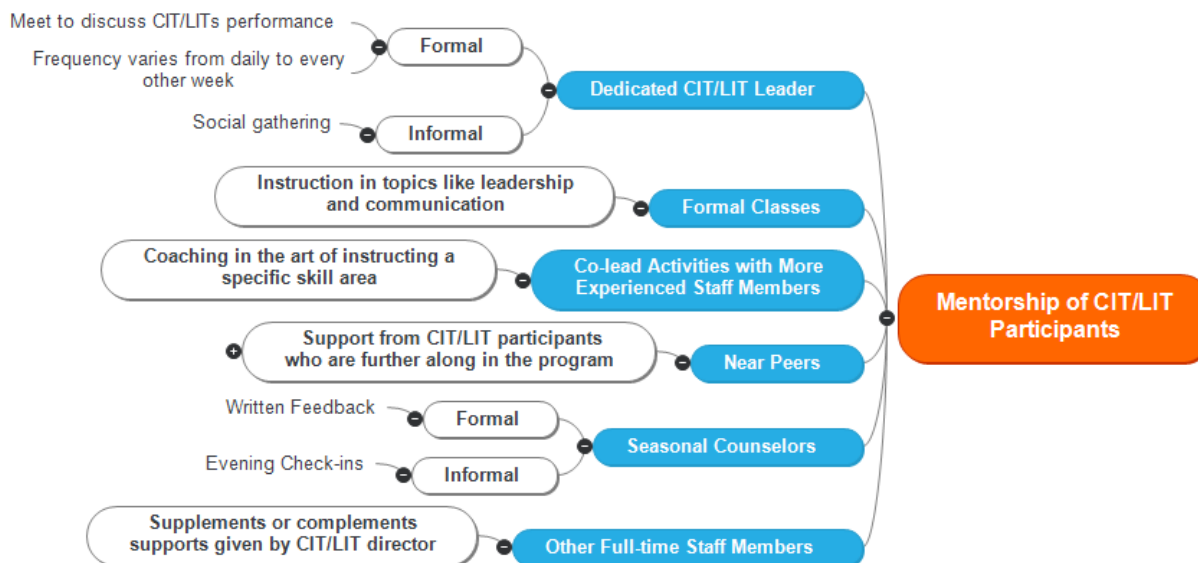 Meet to discuss CIT/LITs performance
Frequency varies from daily to every
other week
Formal
Social gathering
Informal
Dedicated CIT/LIT Leader
Instruction in topics like leadership
and communication
Formal Classes
Coaching in the art of instructing a
specific skill area
Co-lead Activities with More
Experienced Staff Members
Support from CIT/LIT participants
who are further along in the program
Near Peers
Written Feedback
Formal
Evening Check-ins
Informal
Seasonal Counselors
Supplements or complements
supports given by CIT/LIT director
Other Full-time Staff Members
Mentorship of CIT/LIT
Participants